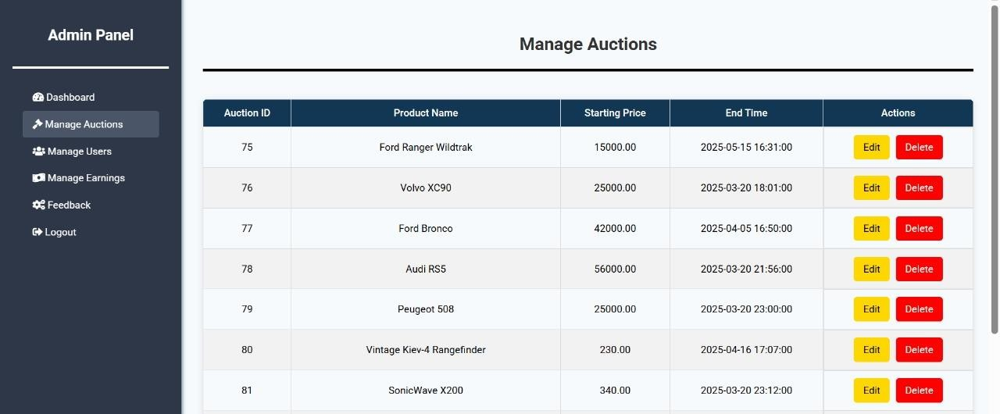 Admin Panel
Dashboard
Manage Auctions
Manage Users
Manage Earnings
Feedback
Logout
Manage Auctions
Auction ID Product Name Starting Price End Time Actions
75 Ford Ranger Wildtrak 15000.00 2025-05-15 16:31:00 Edit Delete
76 Volvo XC90 25000.00 2025-03-20 18:01:00 Edit Delete
77 Ford Bronco 42000.00 2025-04-05 16:50:00 Edit Delete
78 Audi RS5 56000.00 2025-03-20 21:56:00 Edit Delete
79 Peugeot 508 25000.00 2025-03-20 23:00:00 Edit Delete
80 Vintage Kiev-4 Rangefinder 230.00 2025-04-16 17:07:00 Edit Delete
81 SonicWave X200 340.00 2025-03-20 23:12:00 Edit Delete